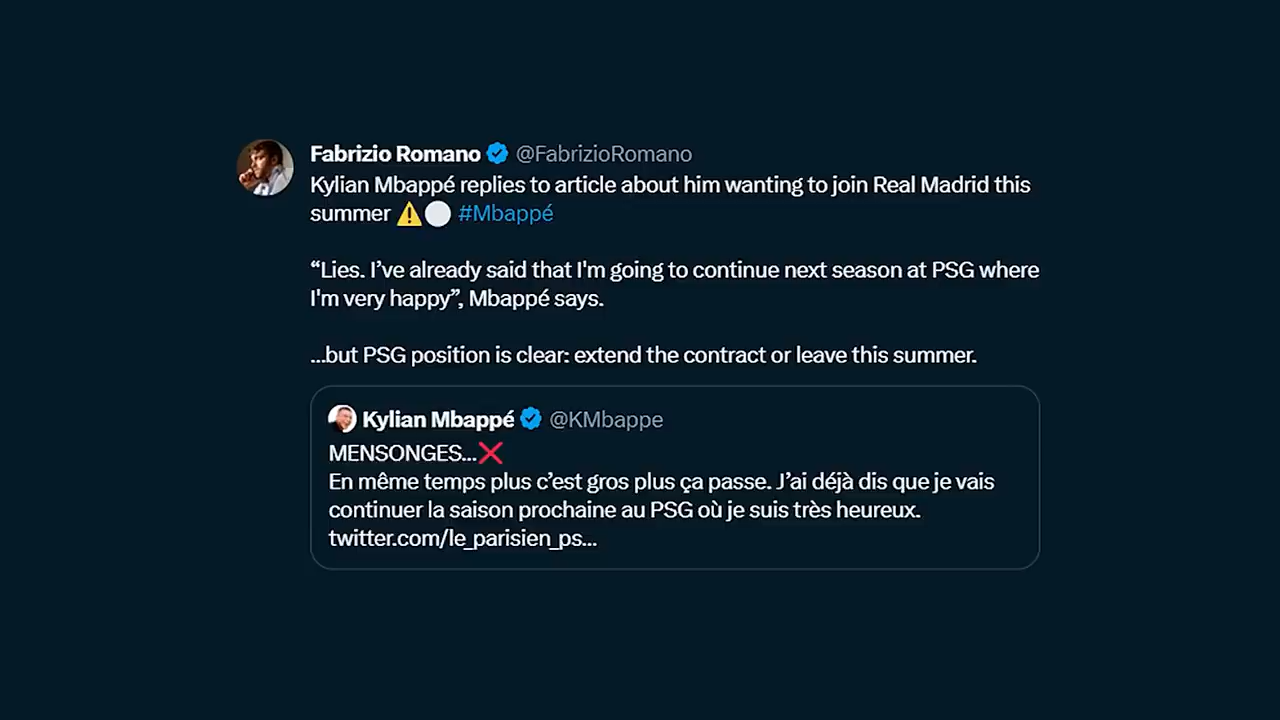 Fabrizio Romano @FabrizioRomano
Kylian Mbappé replies to article about him wanting to join Real Madrid this
summer ⚠️⚪ #Mbappé
“Lies. I’ve already said that I'm going to continue next season at PSG where
I'm very happy”, Mbappé says.
...but PSG position is clear: extend the contract or leave this summer.
Kylian Mbappé @KMbappe
MENSONGES...❌
En même temps plus c’est gros plus ça passe. J’ai déjà dis que je vais
continuer la saison prochaine au PSG où je suis très heureux.
twitter.com/le_parisien_ps...